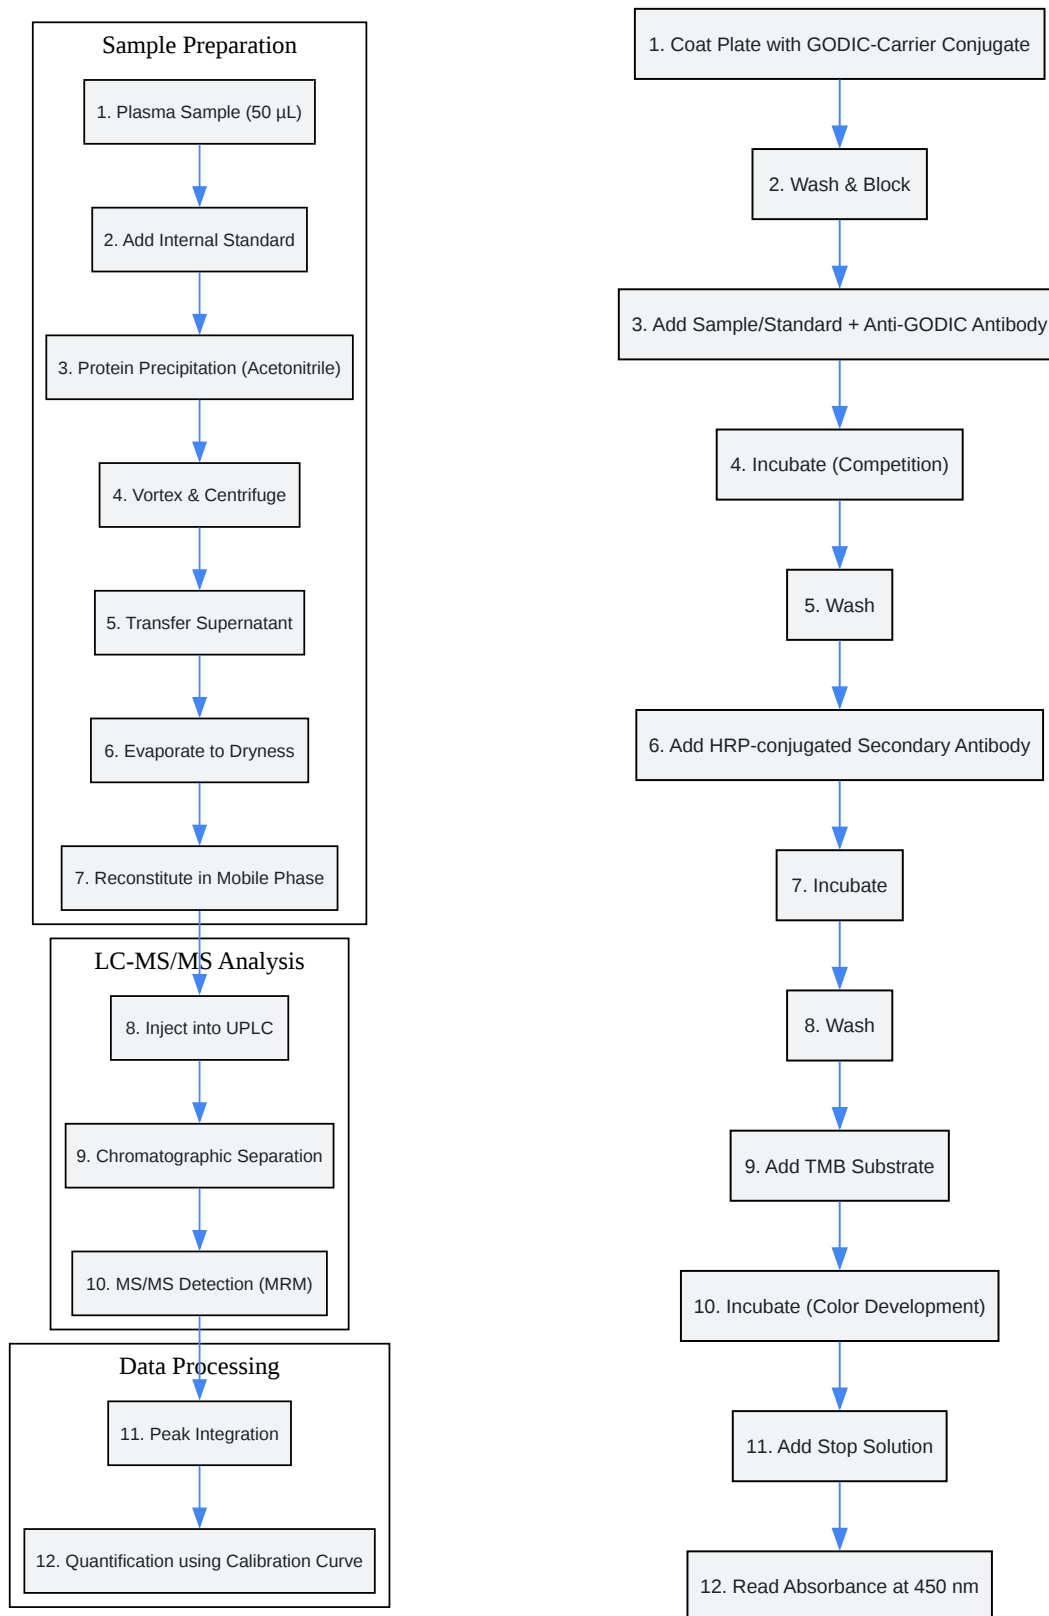 Sample Preparation
1. Plasma Sample (50 µL)
2. Add Internal Standard
3. Protein Precipitation (Acetonitrile)
4. Vortex & Centrifuge
5. Transfer Supernatant
6. Evaporate to Dryness
7. Reconstitute in Mobile Phase
LC-MS/MS Analysis
8. Inject into UPLC
9. Chromatographic Separation
10. MS/MS Detection (MRM)
Data Processing
11. Peak Integration
12. Quantification using Calibration Curve
1. Coat Plate with GODIC-Carrier Conjugate
2. Wash & Block
3. Add Sample/Standard + Anti-GODIC Antibody
4. Incubate (Competition)
5. Wash
6. Add HRP-conjugated Secondary Antibody
7. Incubate
8. Wash
9. Add TMB Substrate
10. Incubate (Color Development)
11. Add Stop Solution
12. Read Absorbance at 450 nm